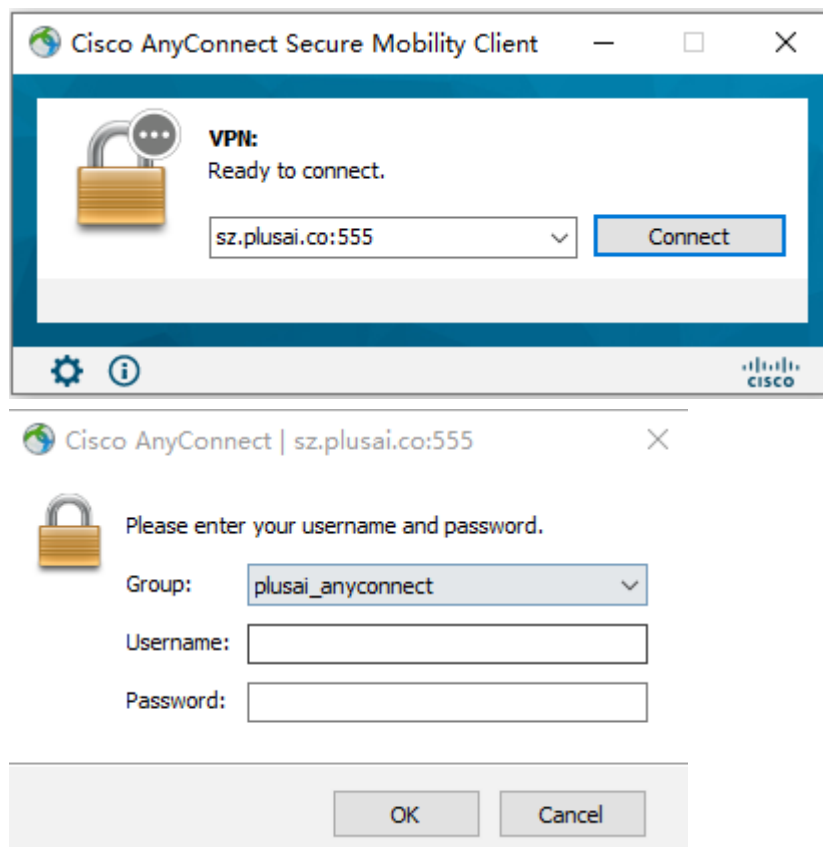 Cisco AnyConnect Secure Mobility Client
VPN:
Ready to connect.
sz.plusai.co:555
Connect
CISCO
Cisco AnyConnect | sz.plusai.co:555
Please enter your username and password.
Group:
plusai_anyconnect
Username:
Password:
OK
Cancel